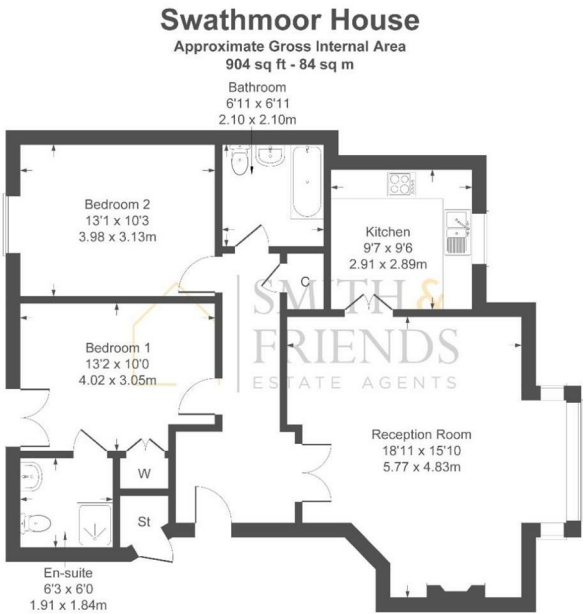 Swathmoor House
Approximate Gross Internal Area
904 sq ft - 84 sq m
Bathroom
6'11 x 6'11
2.10 x 2.10m
Bedroom 2
13'1 x 10'3
3.98 x 3.13m
Kitchen
9'7 x 9'6
2.91 x 2.89m
C
SMITH &
FRIENDS
ESTATE AGENTS
Bedroom 1
13'2 x 10'0
4.02 x 3.05m
Reception Room
18'11 x 15'10
5.77 x 4.83m
W
St
En-suite
6'3 x 6'0
1.91 x 1.84m